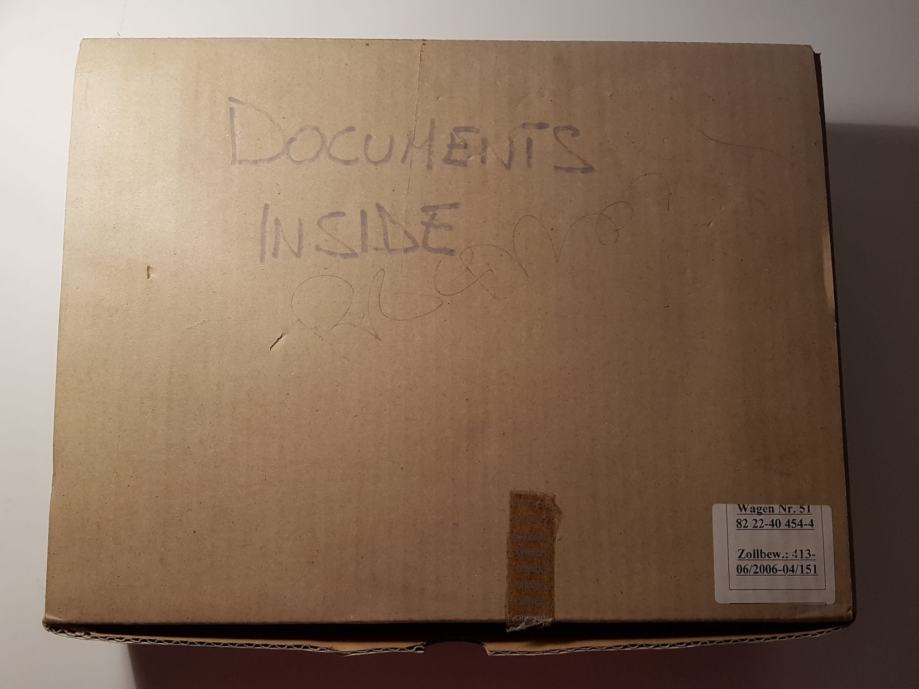 DOCUMENTS
INSIDE
Wagen Nr. 51
82 22-40 454-4
Zollbew.: 413-
06/2006-04/151